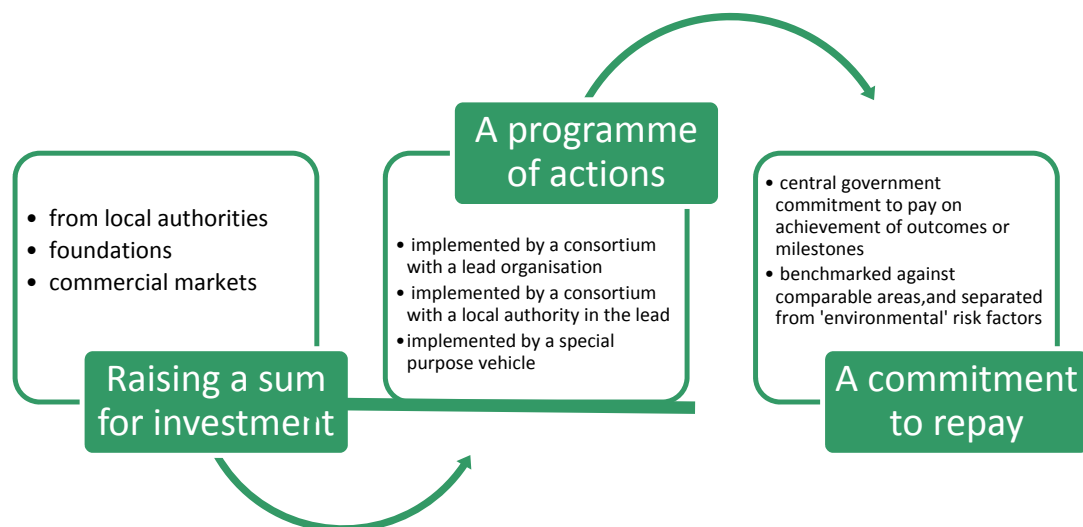 • from local authorities
• foundations
• commercial markets
Raising a sum
for investment
A programme
of actions
• implemented by a consortium
with a lead organisation
• implemented by a consortium
with a local authority in the lead
•implemented by a special
purpose vehicle
• central government
commitment to pay on
achievement of outcomes or
milestones
• benchmarked against
comparable areas,and separated
from 'environmental' risk factors
A commitment
to repay